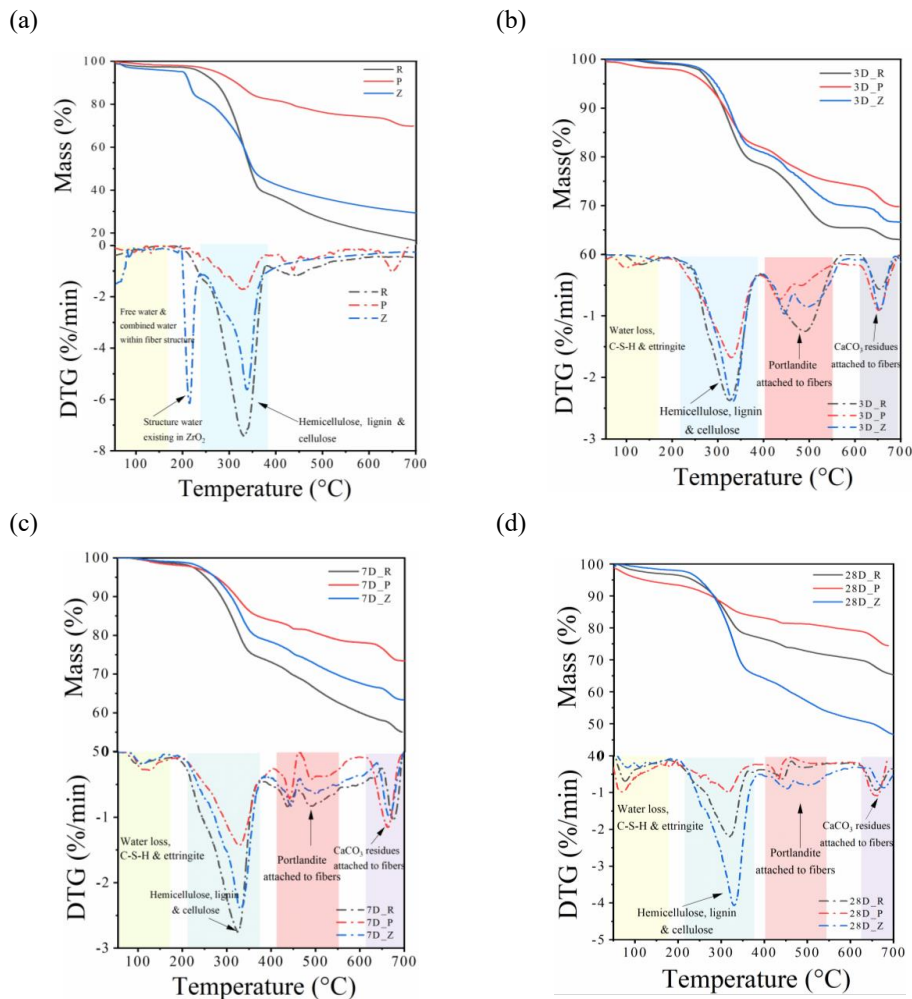 (a)
(b)
100
80
60
40
20
Mass (%)
R
P
Z
0
-2
-4
-6
-8
DTG (%/min)
Free water &
combined water
within fiber structure
Structure water
existing in ZrO₂
Hemicellulose, lignin &
cellulose
R
P
Z
100 200 300 400 500 600 700
Temperature (°C)
100
90
80
70
60
Mass(%)
3D_R
3D_P
3D_Z
0
-1
-2
-3
DTG (%/min)
Water loss,
C-S-H & ettringite
Hemicellulose, lignin
& cellulose
Portlandite
attached to fibers
CaCO₃ residues
attached to fibers
3D_R
3D_P
3D_Z
100 200 300 400 500 600 700
Temperature (°C)
(c)
(d)
100
90
80
70
60
50
Mass (%)
7D_R
7D_P
7D_Z
0
-1
-2
-3
DTG (%/min)
Water loss,
C-S-H & ettringite
Hemicellulose, lignin
& cellulose
Portlandite
attached to fibers
CaCO₃ residues
attached to fibers
7D_R
7D_P
7D_Z
100 200 300 400 500 600 700
Temperature (°C)
100
90
80
70
60
50
40
Mass (%)
28D_R
28D_P
28D_Z
0
-1
-2
-3
-4
-5
DTG (%/min)
Water loss,
C-S-H & ettringite
Hemicellulose, lignin
& cellulose
Portlandite
attached to fibers
CaCO₃ residues
attached to fibers
28D_R
28D_P
28D_Z
100 200 300 400 500 600 700
Temperature (°C)